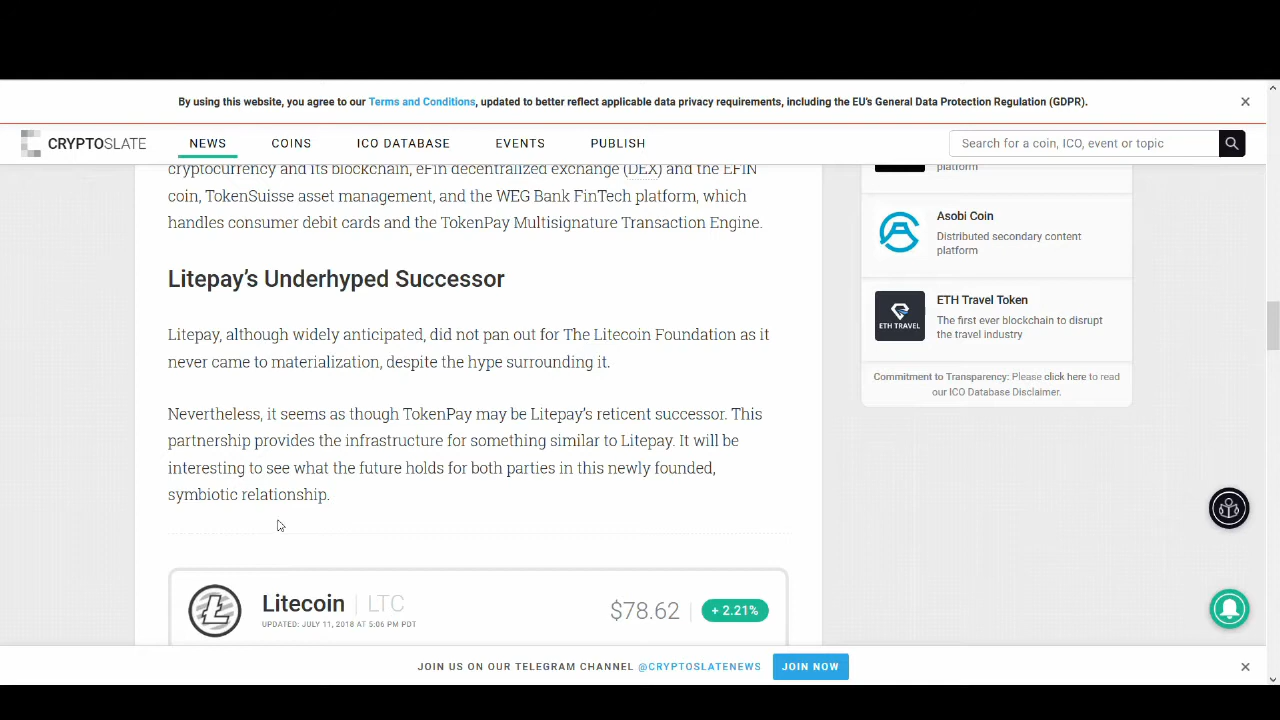 By using this website, you agree to our Terms and Conditions, updated to better reflect applicable data privacy requirements, including the EU's General Data Protection Regulation (GDPR).
CRYPTOSLATE
NEWS
COINS
ICO DATABASE
EVENTS
PUBLISH
Search for a coin, ICO, event or topic
cryptocurrency and its blockchain, eFin decentralized exchange (DEX) and the EFIN
coin, TokenSuisse asset management, and the WEG Bank FinTech platform, which
handles consumer debit cards and the TokenPay Multisignature Transaction Engine.
Litepay's Underhyped Successor
Litepay, although widely anticipated, did not pan out for The Litecoin Foundation as it
never came to materialization, despite the hype surrounding it.
Nevertheless, it seems as though TokenPay may be Litepay's reticent successor. This
partnership provides the infrastructure for something similar to Litepay. It will be
interesting to see what the future holds for both parties in this newly founded,
symbiotic relationship.
Litecoin | LTC
UPDATED: JULY 11, 2018 AT 5:06 PM PDT
$78.62
+ 2.21%
platform
Asobi Coin
Distributed secondary content
platform
ETH TRAVEL
ETH Travel Token
The first ever blockchain to disrupt
the travel industry
Commitment to Transparency: Please click here to read
our ICO Database Disclaimer.
JOIN US ON OUR TELEGRAM CHANNEL @CRYPTOSLATENEWS
JOIN NOW